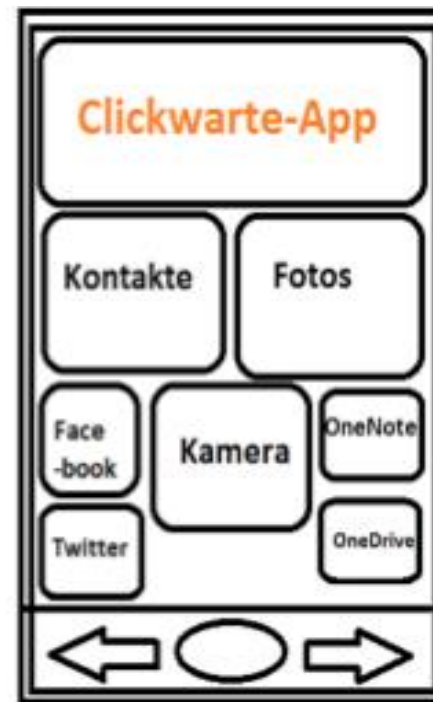 Clickwarte-App
Kontakte
Fotos
Face
-book
Kamera
OneNote
Twitter
OneDrive